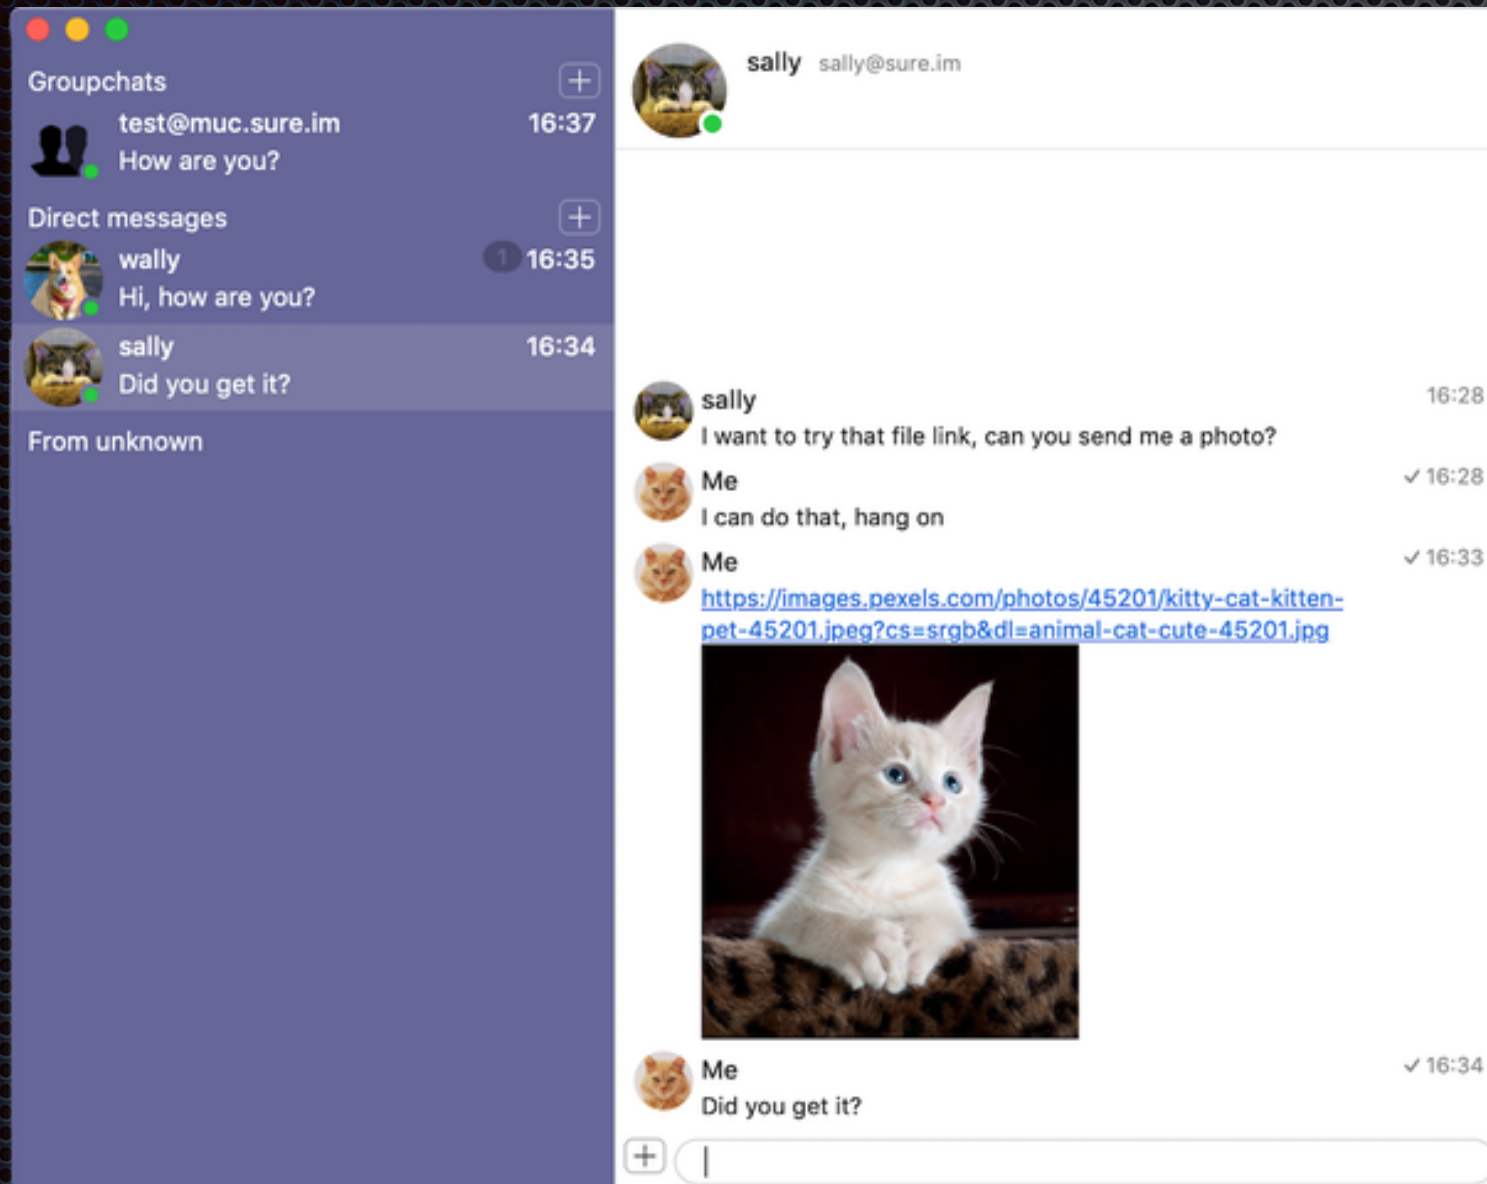 Groupchats
test@muc.sure.im 16:37
How are you?
Direct messages
wally 1 16:35
Hi, how are you?
sally 16:34
Did you get it?
From unknown
sally sally@sure.im
sally 16:28
I want to try that file link, can you send me a photo?
Me ✓ 16:28
I can do that, hang on
Me ✓ 16:33
https://images.pexels.com/photos/45201/kitty-cat-kitten-
pet-45201.jpeg?cs=srgb&dl=animal-cat-cute-45201.jpg
Me ✓ 16:34
Did you get it?